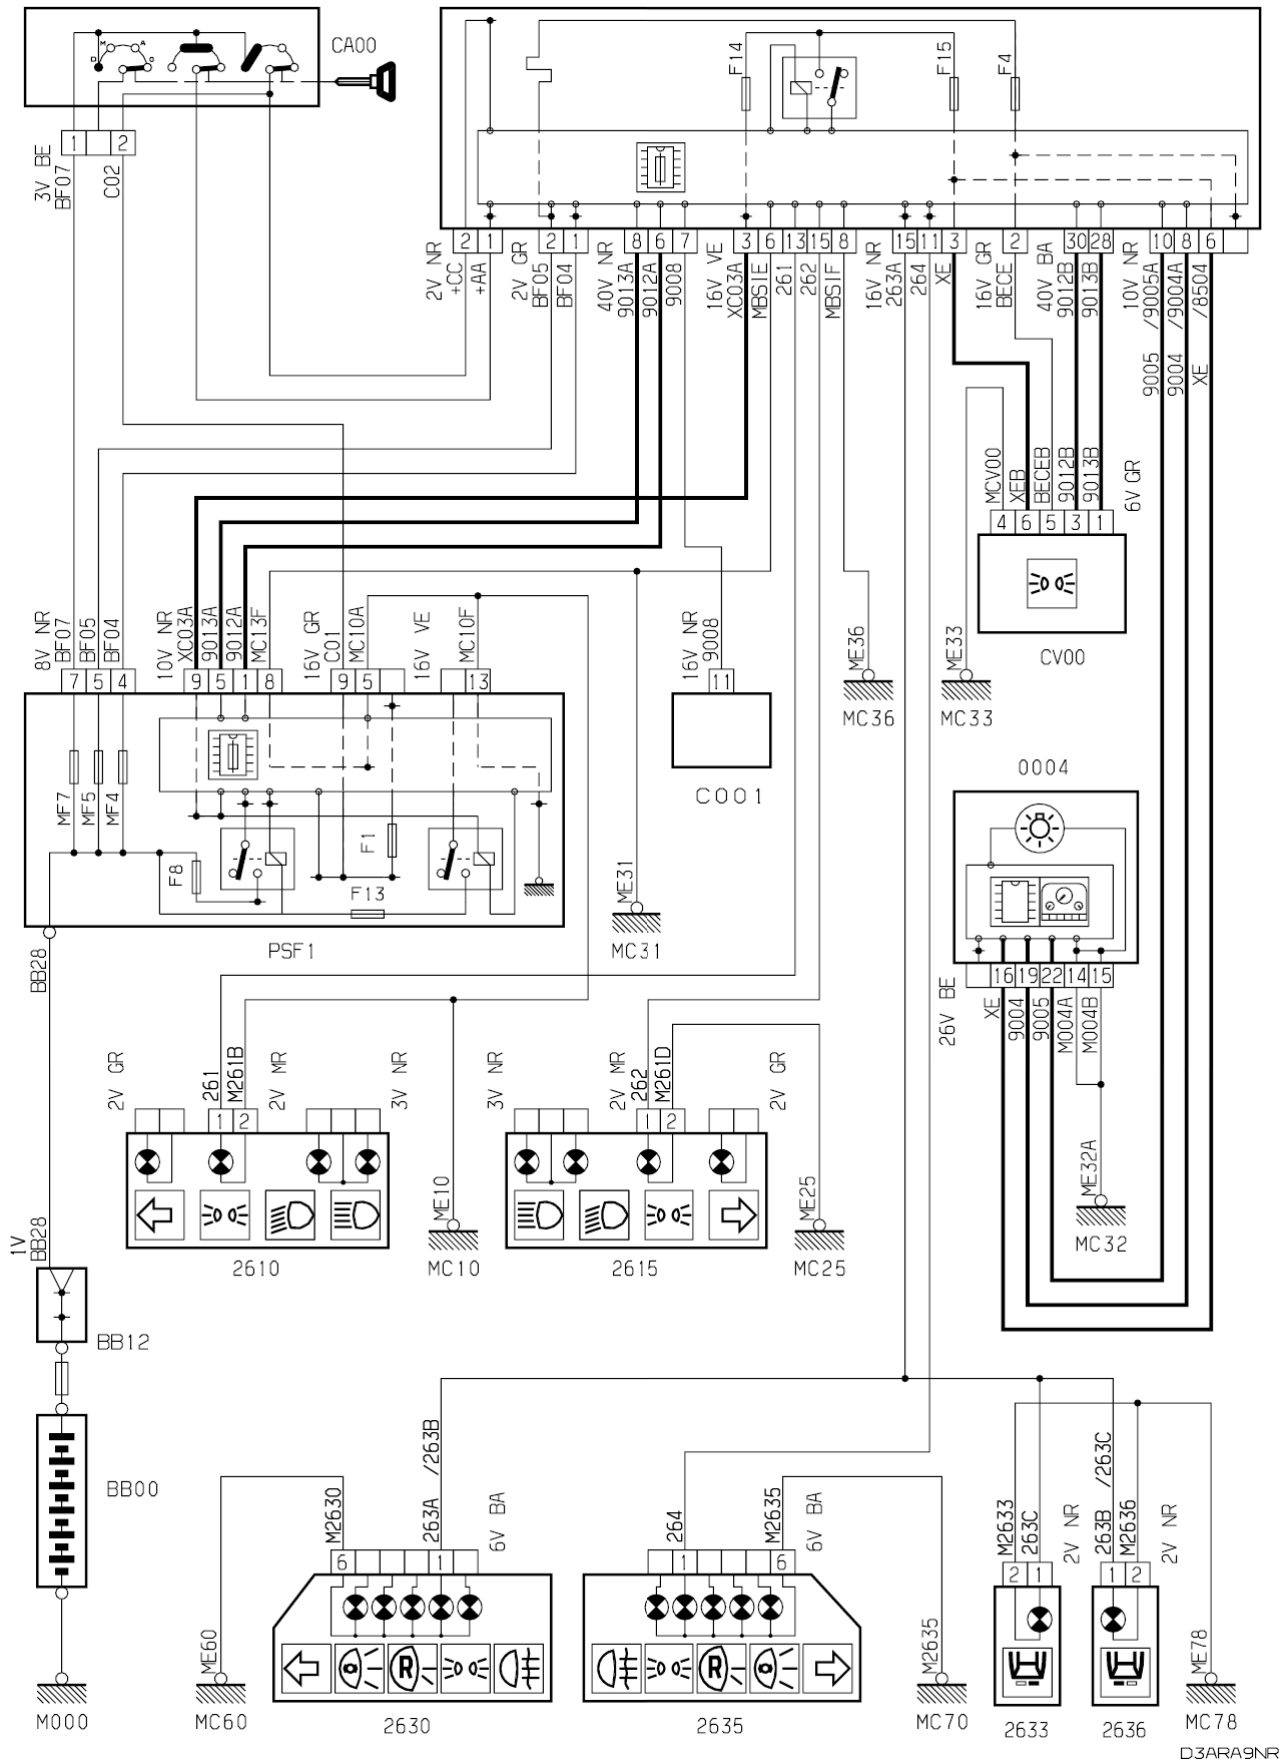 CA00
M A
D O
1 2
3V BE
BF07
C02
F14
F15
F4
2 1 2 1 8 6 7 3 6 13 15 8 15 11 3 2 30 28 10 8 6
2V NR
+CC
+AA
2V GR
BF05
BF04
40V NR
9013A
9012A
9008
16V VE
XC03A
MBSIE
261
262
MBSIF
16V NR
263A
264
XE
16V GR
BECE
40V BA
9012B
9013B
10V NR
9005 /9005A
9004 /9004A
XE /8504
MCV00
XEB
BECEB
9012B
9013B
6V GR
4 6 5 3 1
CV00
8V NR
BF07
BF05
BF04
10V NR
XC03A
9013A
9012A
MC13F
16V GR
C01
MC10A
16V VE
MC10F
16V NR
9008
ME36
ME33
7 5 4 9 5 1 8 9 5 13 11
MC36
MC33
C001
MF7
MF5
MF4
F8
F1
F13
PSF1
ME31
MC31
0004
16 19 22 14 15
26V BE
XE
9004
9005
M004A
M004B
ME32A
MC32
BB28
2V GR
261
M261B
2V MR
3V NR
1 2
2610
ME10
MC10
3V NR
2V MR
262
M261D
2V GR
1 2
2615
ME25
MC25
1V
BB28
BB12
BB00
M000
/263B
M2630
263A
6V BA
6 1
ME60
MC60
R
2630
264
M2635
6V BA
1 6
R
2635
M2635
MC70
M2633
263C
2V NR
2 1
2633
/263C
263B
M2636
2V NR
1 2
2636
ME78
MC78
D3ARA9NR